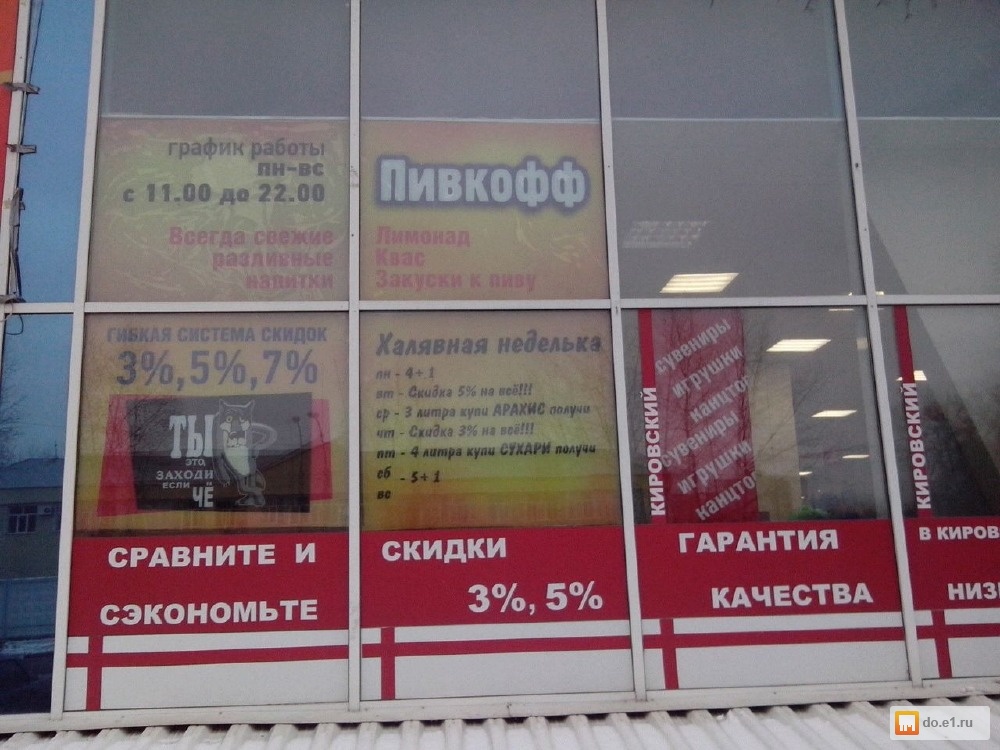 график работы
пн-вс
с 11.00 до 22.00
Всегда свежие
разливные
напитки
Пивкофф
Лимонад
Квас
Закуски к пиву
ГИБКАЯ СИСТЕМА СКИДОК
3%,5%,7%
ТЫ
ЭТО,
ЗАХОДИ
ЕСЛИ
ЧЁ
Халявная неделька
пн - 4+1
вт - Скидка 5% на всё!!!
ср - 3 литра купи АРАХИС получи
чт - Скидка 3% на всё!!!
пт - 4 литра купи СУХАРИ получи
сб
- 5+1
вс
КИРОВСКИЙ
сувениры
игрушки
канцтов
сувениры
игрушки
канцтов
КИРОВСКИЙ
СРАВНИТЕ И
СЭКОНОМЬТЕ
СКИДКИ
3%, 5%
ГАРАНТИЯ
КАЧЕСТВА
В КИРОВ
НИЗ
do.e1.ru